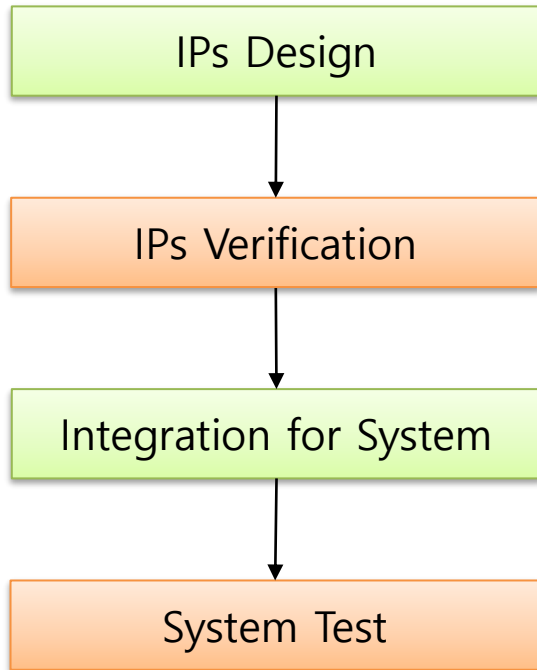 IPs Design
IPs Verification
Integration for System
System Test